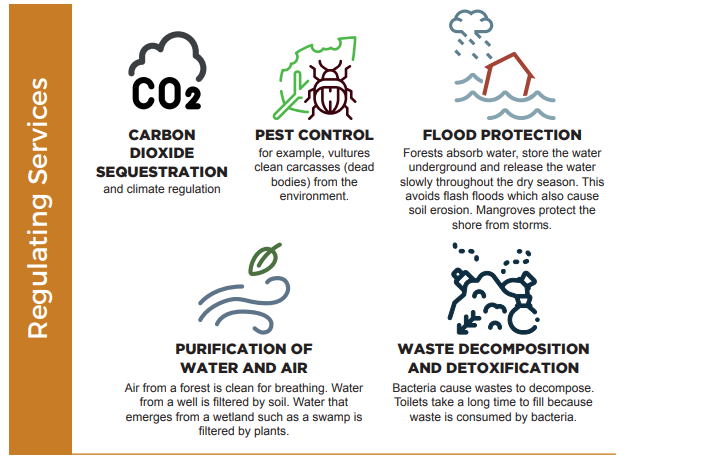 Regulating Services
CO2
CARBON
DIOXIDE
SEQUESTRATION
and climate regulation
PEST CONTROL
for example, vultures
clean carcasses (dead
bodies) from the
environment.
FLOOD PROTECTION
Forests absorb water, store the water
underground and release the water
slowly throughout the dry season. This
avoids flash floods which also cause
soil erosion. Mangroves protect the
shore from storms.
PURIFICATION OF
WATER AND AIR
Air from a forest is clean for breathing. Water
from a well is filtered by soil. Water that
emerges from a wetland such as a swamp is
filtered by plants.
WASTE DECOMPOSITION
AND DETOXIFICATION
Bacteria cause wastes to decompose.
Toilets take a long time to fill because
waste is consumed by bacteria.